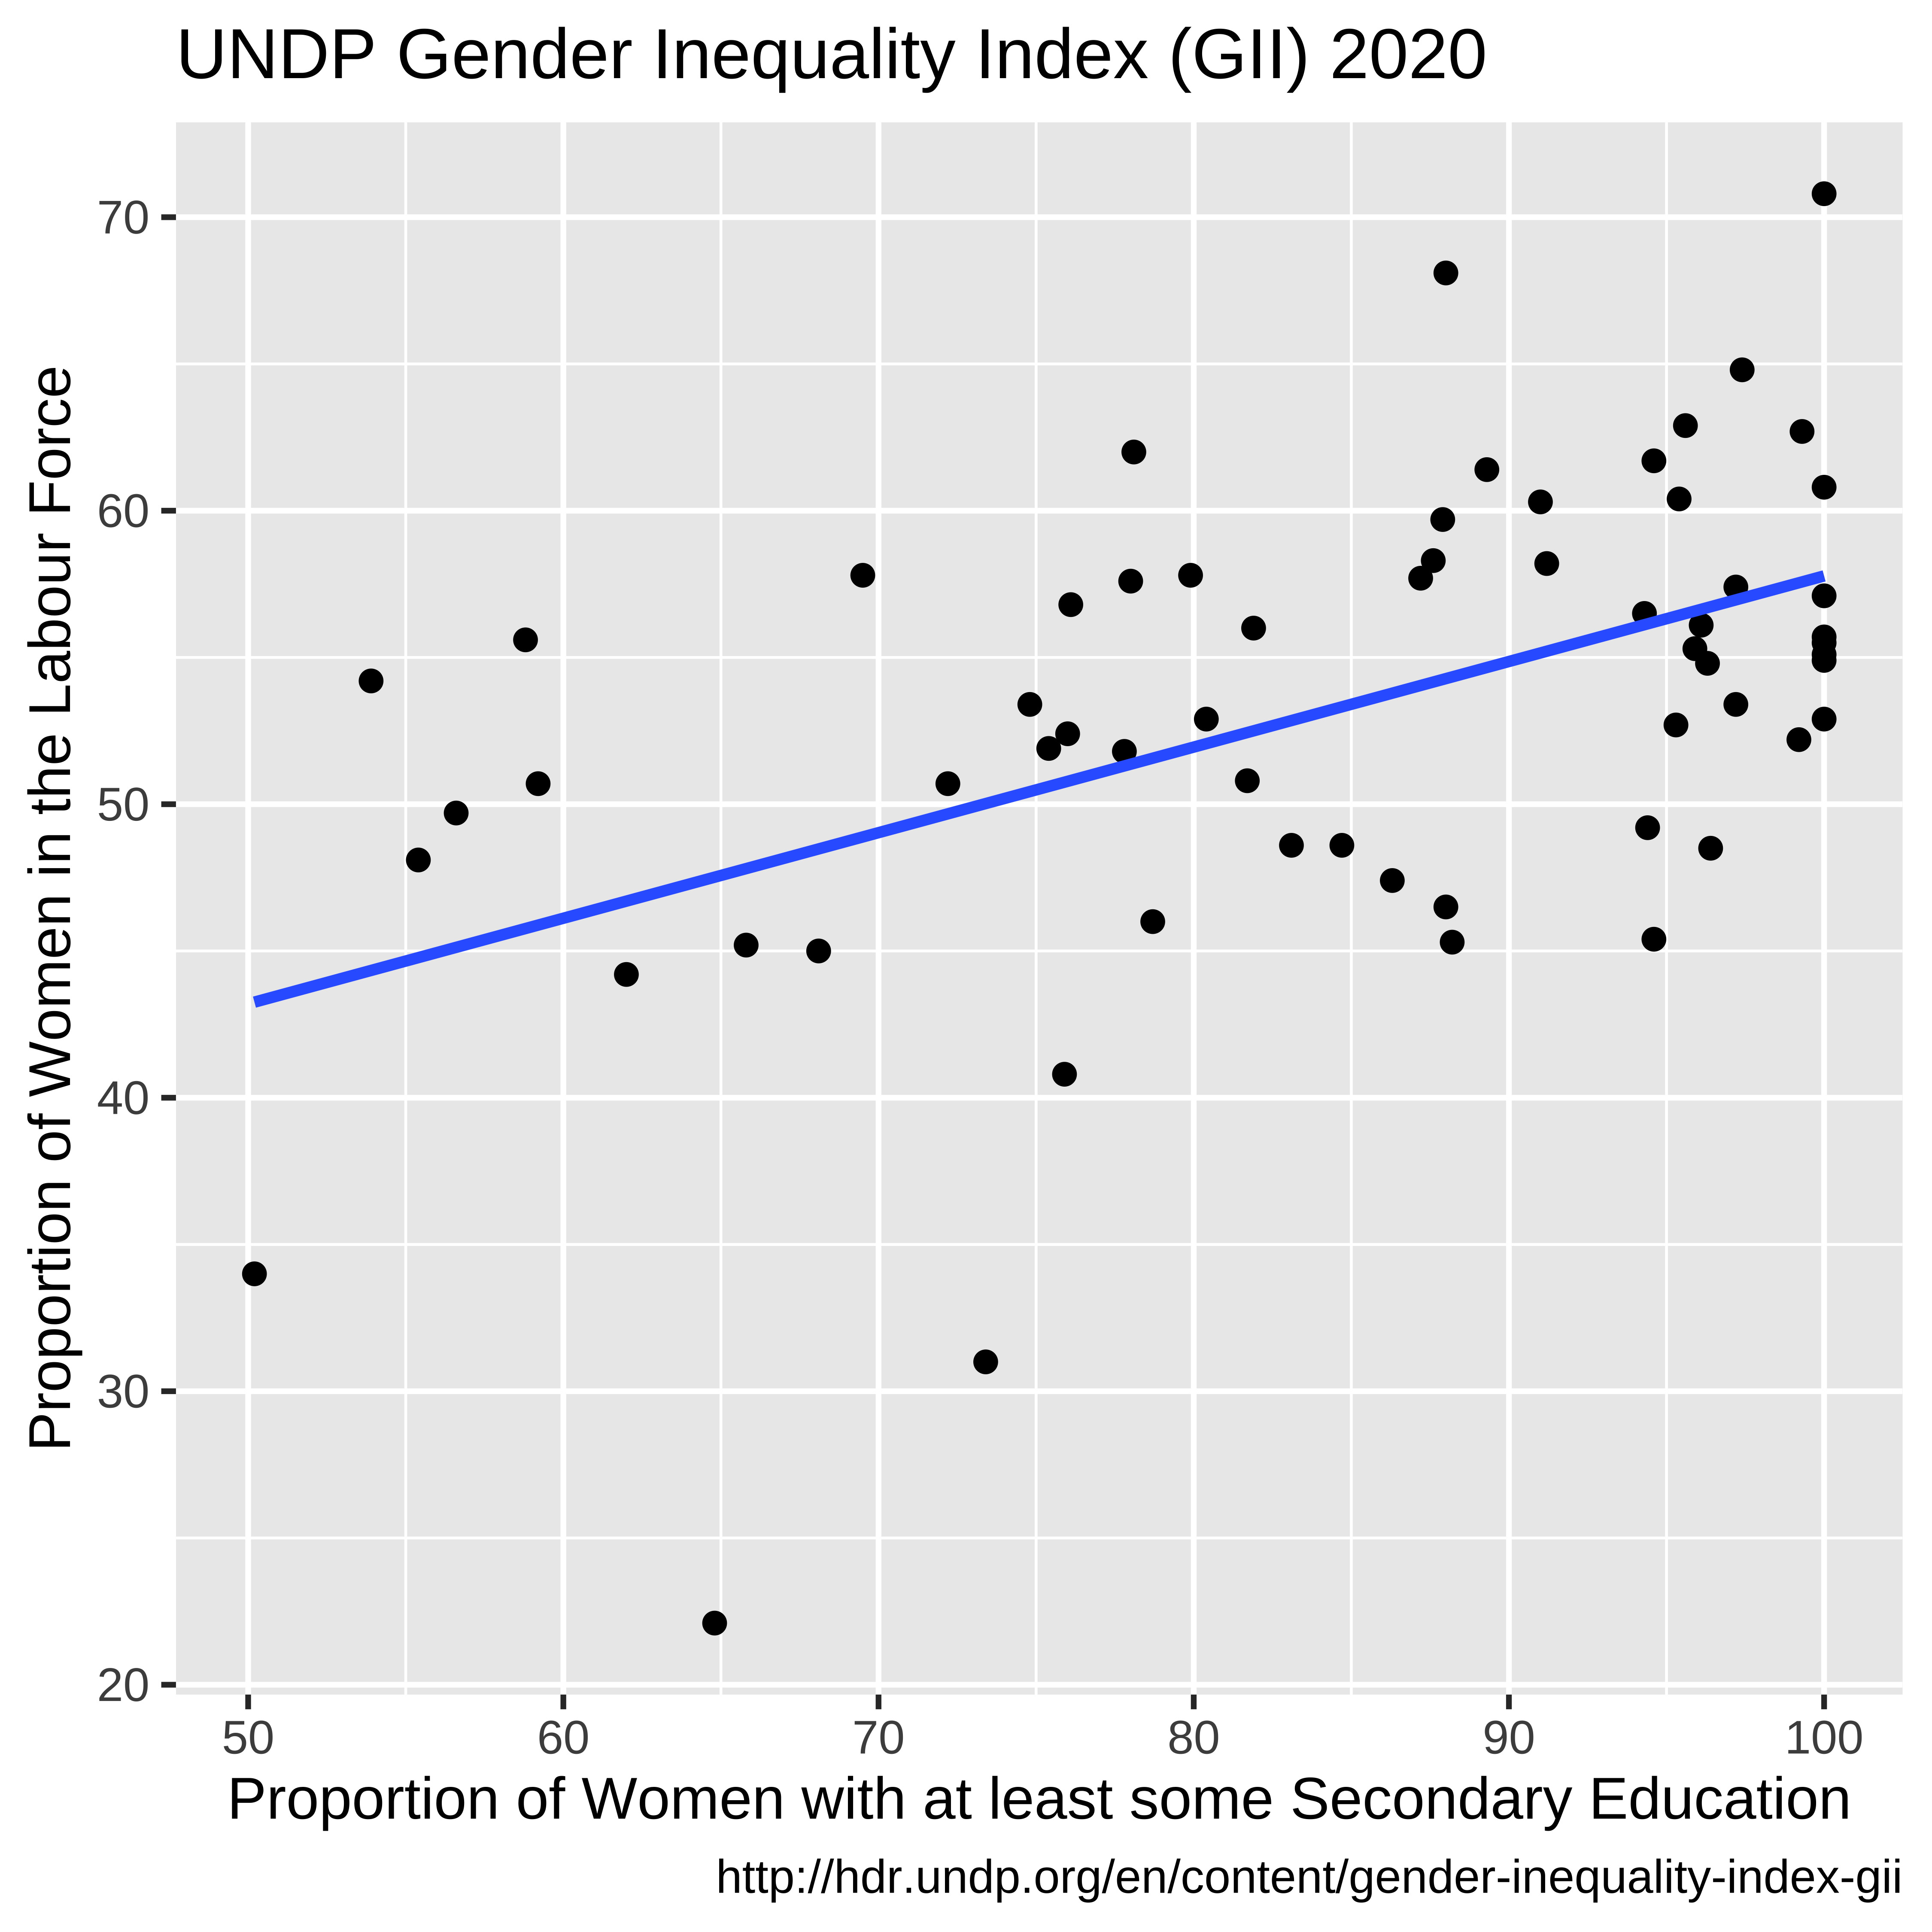 UNDP Gender Inequality Index (GII) 2020
Proportion of Women in the Labour Force
70
60
50
40
30
20
50 60 70 80 90 100
Proportion of Women with at least some Secondary Education
http://hdr.undp.org/en/content/gender-inequality-index-gii